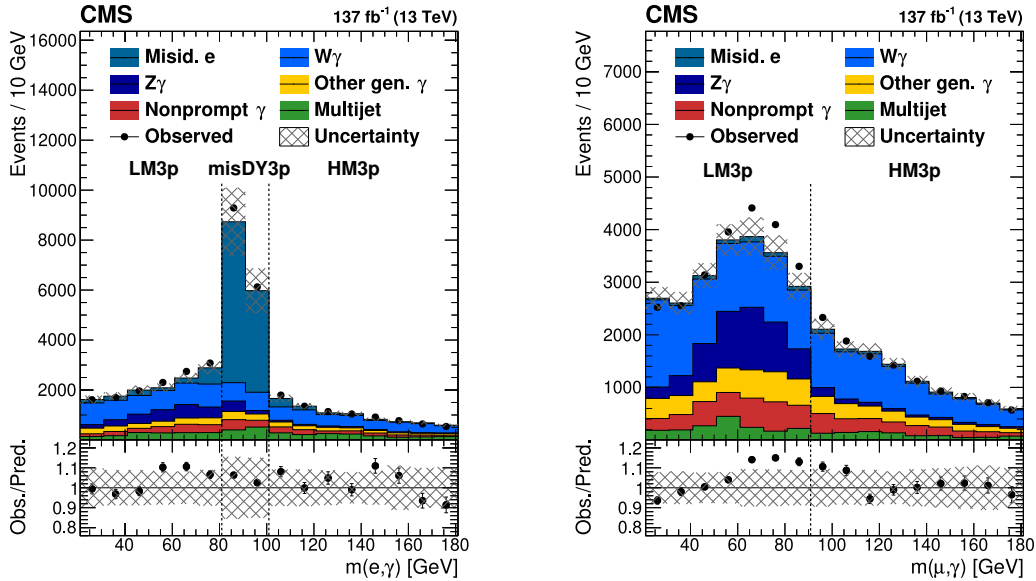 CMS 137 fb⁻¹ (13 TeV)
Events / 10 GeV
16000
14000
12000
10000
8000
6000
4000
2000
Misid. e Wγ
Zγ Other gen. γ
Nonprompt γ Multijet
Observed Uncertainty
LM3p misDY3p HM3p
Obs./Pred.
1.2
1.1
1
0.9
0.8
40 60 80 100 120 140 160 180
m(e,γ) [GeV]
CMS 137 fb⁻¹ (13 TeV)
Events / 10 GeV
7000
6000
5000
4000
3000
2000
1000
Misid. e Wγ
Zγ Other gen. γ
Nonprompt γ Multijet
Observed Uncertainty
LM3p HM3p
Obs./Pred.
1.2
1.1
1
0.9
0.8
40 60 80 100 120 140 160 180
m(μ,γ) [GeV]